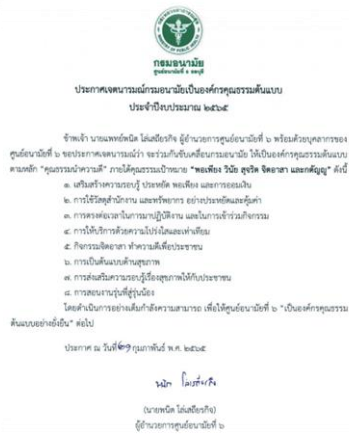 กรมอนามัย
ศูนย์อนามัยที่ ๖ ชลบุรี
ประกาศเจตนารมณ์กรมอนามัยเป็นองค์กรคุณธรรมต้นแบบ
ประจำปีงบประมาณ ๒๕๖๕
ข้าพเจ้า นายแพทย์พนิต โล่เสถียรกิจ ผู้อำนวยการศูนย์อนามัยที่ ๖ พร้อมด้วยบุคลากรของ
ศูนย์อนามัยที่ ๖ ขอประกาศเจตนารมณ์ว่า จะร่วมกันขับเคลื่อนกรมอนามัย ให้เป็นองค์กรคุณธรรมต้นแบบ
ตามหลัก "คุณธรรมนำความดี" ภายใต้คุณธรรมเป้าหมาย "พอเพียง วินัย สุจริต จิตอาสา และกตัญญู" ดังนี้
๑. เสริมสร้างความรอบรู้ ประหยัด พอเพียง และการออมเงิน
๒. การใช้วัสดุสำนักงาน และทรัพยากร อย่างประหยัดและคุ้มค่า
๓. การตรงต่อเวลาในการมาปฏิบัติงาน และในการเข้าร่วมกิจกรรม
๔. การให้บริการด้วยความโปร่งใสและเท่าเทียม
๕. กิจกรรมจิตอาสา ทำความดีเพื่อประชาชน
๖. การเป็นต้นแบบด้านสุขภาพ
๗. การส่งเสริมความรอบรู้เรื่องสุขภาพให้กับประชาชน
๘. การสอนงานรุ่นพี่สู่รุ่นน้อง
โดยดำเนินการอย่างเต็มกำลังความสามารถ เพื่อให้ศูนย์อนามัยที่ ๖ "เป็นองค์กรคุณธรรม
ต้นแบบอย่างยั่งยืน" ต่อไป
ประกาศ ณ วันที่ กุมภาพันธ์ พ.ศ. ๒๕๖๕
(นายพนิต โล่เสถียรกิจ)
ผู้อำนวยการศูนย์อนามัยที่ ๖